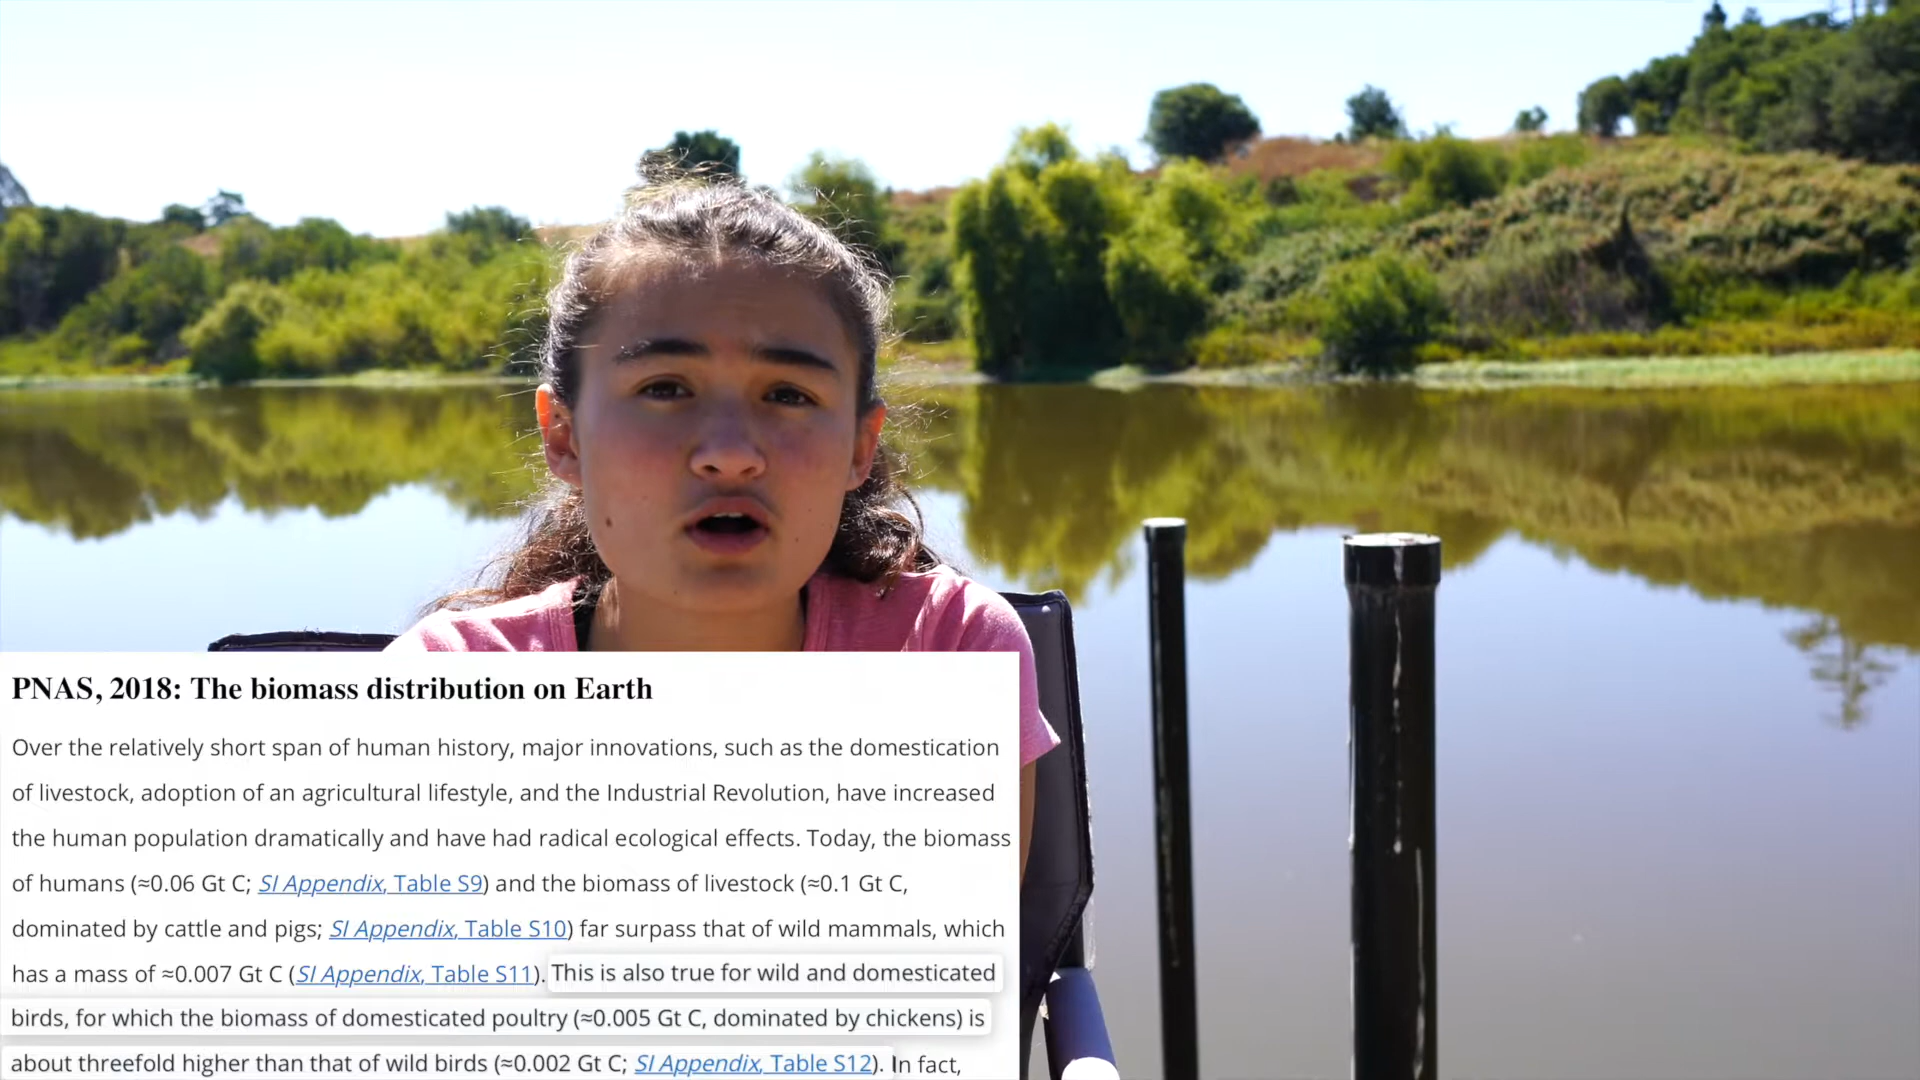 PNAS, 2018: The biomass distribution on Earth
Over the relatively short span of human history, major innovations, such as the domestication
of livestock, adoption of an agricultural lifestyle, and the Industrial Revolution, have increased
the human population dramatically and have had radical ecological effects. Today, the biomass
of humans (≈0.06 Gt C; SI Appendix, Table S9) and the biomass of livestock (≈0.1 Gt C,
dominated by cattle and pigs; SI Appendix, Table S10) far surpass that of wild mammals, which
has a mass of ≈0.007 Gt C (SI Appendix, Table S11). This is also true for wild and domesticated
birds, for which the biomass of domesticated poultry (≈0.005 Gt C, dominated by chickens) is
about threefold higher than that of wild birds (≈0.002 Gt C; SI Appendix, Table S12). In fact,